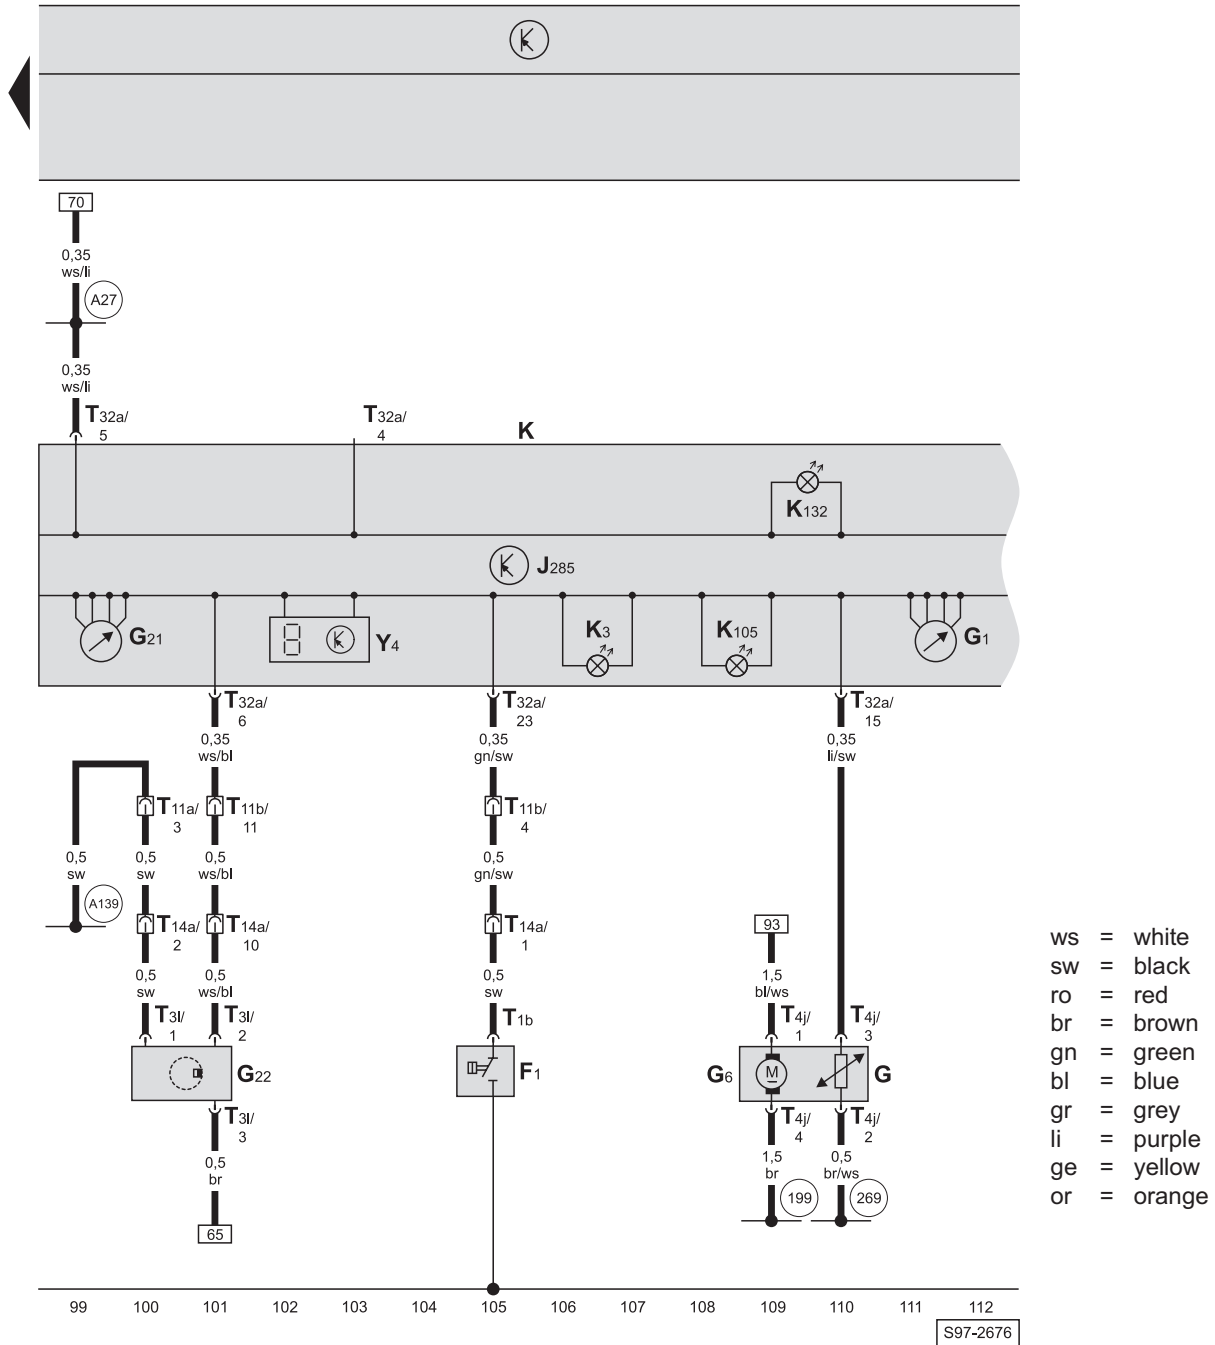 70
0,35
ws/li
A27
0,35
ws/li
T32a/
5
T32a/
4
K
K132
J285
G21
Y4
K3
K105
G1
T32a/
6
T32a/
23
T32a/
15
0,35
ws/bl
0,35
gn/sw
0,35
li/sw
T11a/
3
T11b/
11
T11b/
4
0,5
sw
0,5
sw
0,5
ws/bl
0,5
gn/sw
A139
T14a/
2
T14a/
10
T14a/
1
93
0,5
sw
0,5
ws/bl
0,5
sw
1,5
bl/ws
T3l/
1
T3l/
2
T1b
T4j/
1
T4j/
3
G22
F1
G6
M
G
T3l/
3
T4j/
4
T4j/
2
0,5
br
1,5
br
0,5
br/ws
199
269
65
ws = white
sw = black
ro = red
br = brown
gn = green
bl = blue
gr = grey
li = purple
ge = yellow
or = orange
99 100 101 102 103 104 105 106 107 108 109 110 111 112
S97-2676